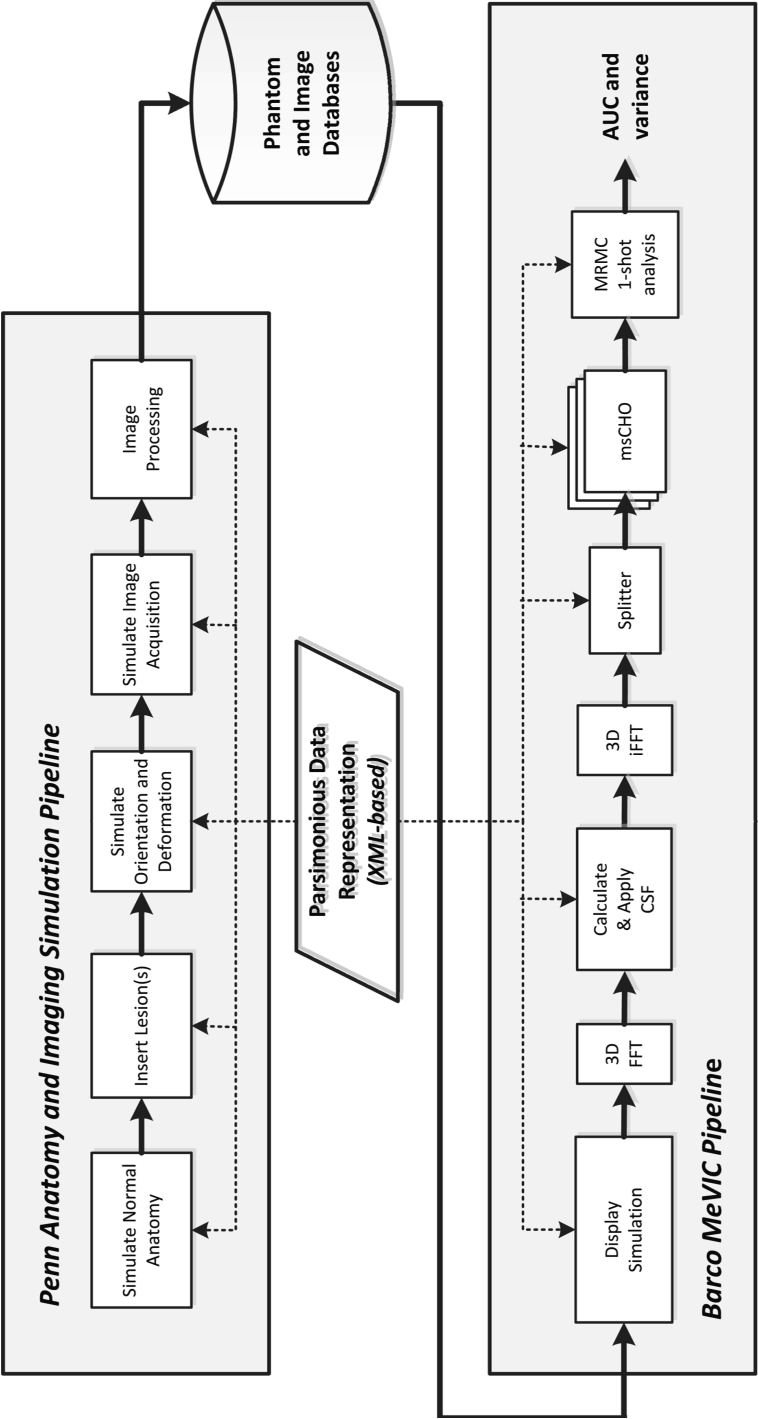 Penn Anatomy and Imaging Simulation Pipeline
Simulate Normal
Anatomy
Insert Lesion(s)
Simulate
Orientation and
Deformation
Simulate Image
Acquisition
Image
Processing
Phantom
and Image
Databases
Parsimonious Data
Representation
(XML-based)
Display
Simulation
3D
FFT
Calculate
& Apply
CSF
3D
iFFT
Splitter
msCHO
MRMC
1-shot
analysis
AUC and
variance
Barco MeVIC Pipeline